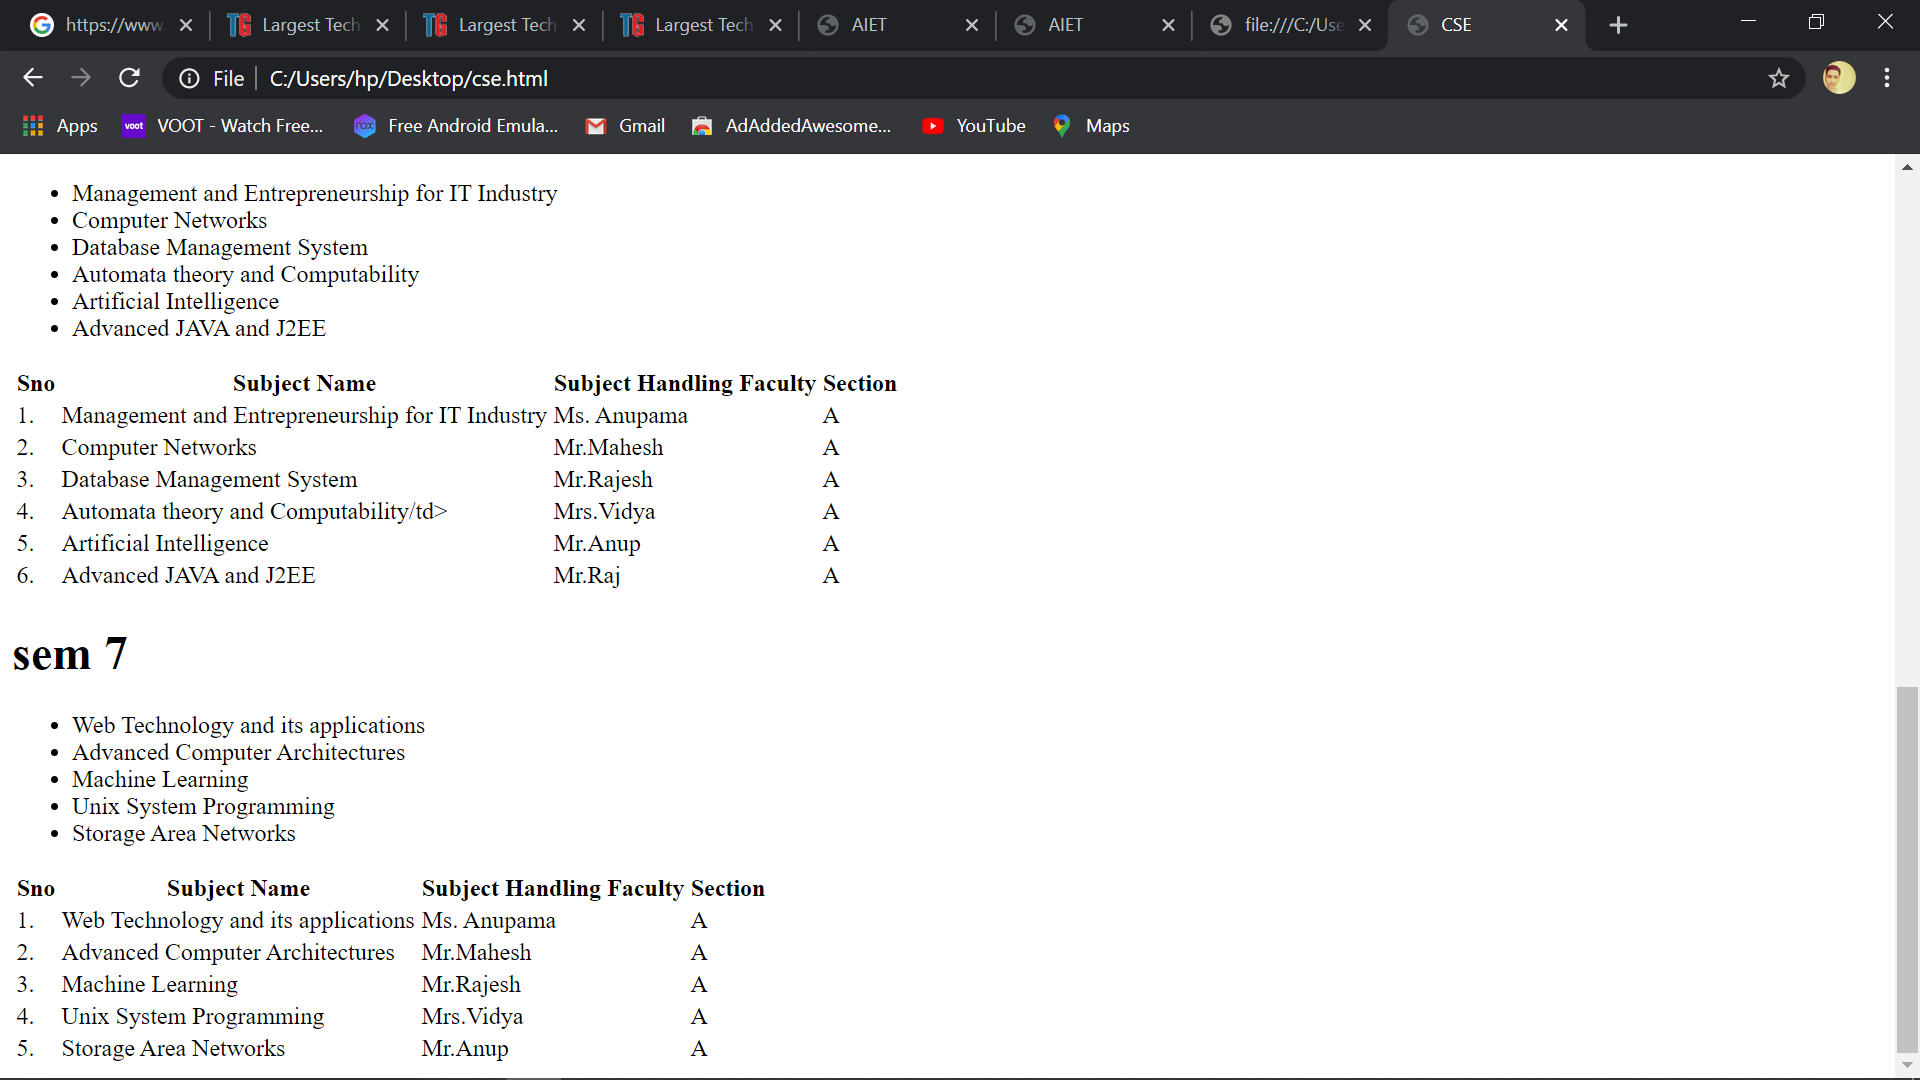 https://www. Largest Tech Largest Tech Largest Tech AIET AIET file:///C:/Use CSE
File C:/Users/hp/Desktop/cse.html
Apps voot VOOT - Watch Free... nox Free Android Emula... Gmail AdAddedAwesome... YouTube Maps
• Management and Entrepreneurship for IT Industry
• Computer Networks
• Database Management System
• Automata theory and Computability
• Artificial Intelligence
• Advanced JAVA and J2EE
Sno Subject Name Subject Handling Faculty Section
1. Management and Entrepreneurship for IT Industry Ms. Anupama A
2. Computer Networks Mr.Mahesh A
3. Database Management System Mr.Rajesh A
4. Automata theory and Computability/td> Mrs.Vidya A
5. Artificial Intelligence Mr.Anup A
6. Advanced JAVA and J2EE Mr.Raj A
sem 7
• Web Technology and its applications
• Advanced Computer Architectures
• Machine Learning
• Unix System Programming
• Storage Area Networks
Sno Subject Name Subject Handling Faculty Section
1. Web Technology and its applications Ms. Anupama A
2. Advanced Computer Architectures Mr.Mahesh A
3. Machine Learning Mr.Rajesh A
4. Unix System Programming Mrs.Vidya A
5. Storage Area Networks Mr.Anup A